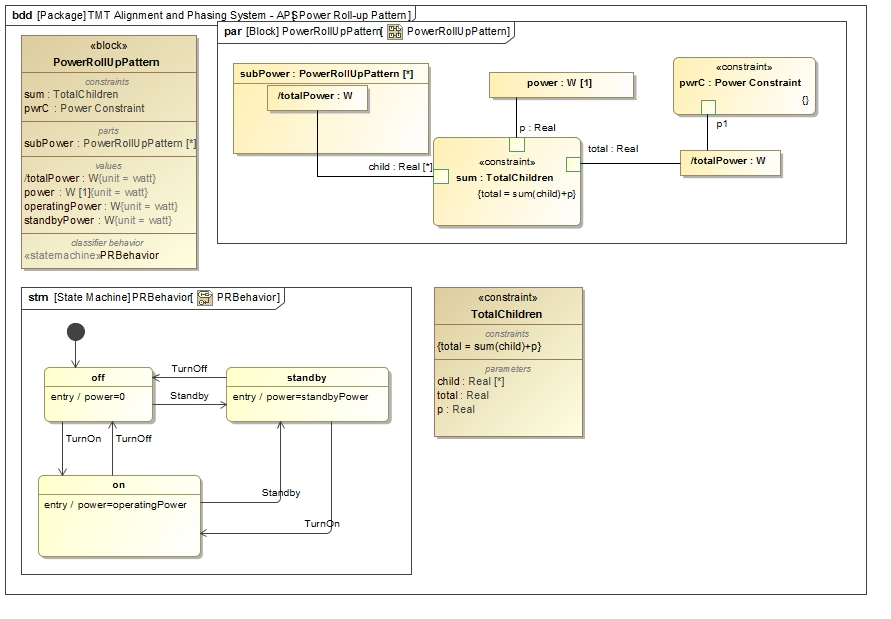 bdd [Package] TMT Alignment and Phasing System - APS[Power Roll-up Pattern]
«block»
PowerRollUpPattern
constraints
sum : TotalChildren
pwrC : Power Constraint
parts
subPower : PowerRollUpPattern [*]
values
/totalPower : W{unit = watt}
power : W [1]{unit = watt}
operatingPower : W{unit = watt}
standbyPower : W{unit = watt}
classifier behavior
«statemachine»PRBehavior
par [Block] PowerRollUpPattern[ PowerRollUpPattern]
subPower : PowerRollUpPattern [*]
/totalPower : W
power : W [1]
«constraint»
pwrC : Power Constraint
{}
p1
p : Real
total : Real
child : Real [*]
«constraint»
sum : TotalChildren
{total = sum(child)+p}
/totalPower : W
stm [State Machine] PRBehavior[ PRBehavior]
off
entry / power=0
TurnOff
Standby
standby
entry / power=standbyPower
TurnOn
TurnOff
on
entry / power=operatingPower
Standby
TurnOn
«constraint»
TotalChildren
constraints
{total = sum(child)+p}
parameters
child : Real [*]
total : Real
p : Real